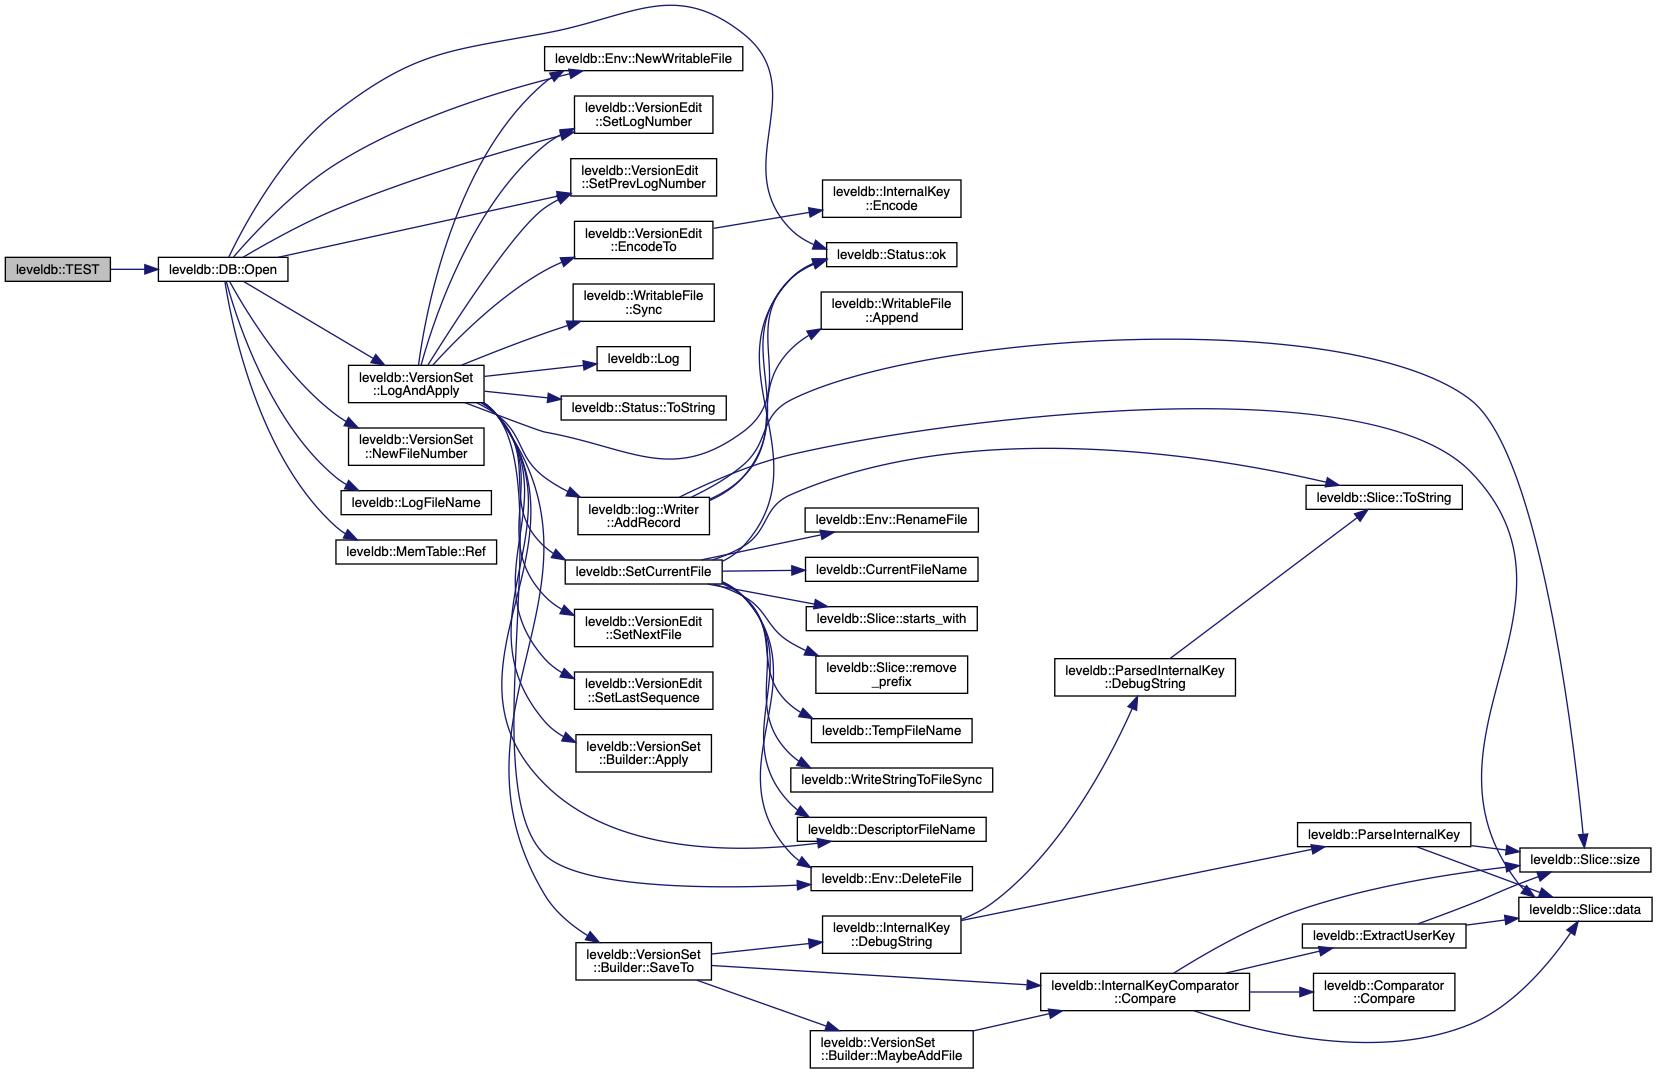 leveldb::TEST
leveldb::DB::Open
leveldb::VersionSet
::LogAndApply
leveldb::VersionSet
::NewFileNumber
leveldb::LogFileName
leveldb::MemTable::Ref
leveldb::Env::NewWritableFile
leveldb::VersionEdit
::SetLogNumber
leveldb::VersionEdit
::SetPrevLogNumber
leveldb::VersionEdit
::EncodeTo
leveldb::WritableFile
::Sync
leveldb::Log
leveldb::Status::ToString
leveldb::log::Writer
::AddRecord
leveldb::SetCurrentFile
leveldb::VersionEdit
::SetNextFile
leveldb::VersionEdit
::SetLastSequence
leveldb::VersionSet
::Builder::Apply
leveldb::VersionSet
::Builder::SaveTo
leveldb::InternalKey
::Encode
leveldb::Status::ok
leveldb::WritableFile
::Append
leveldb::Env::RenameFile
leveldb::CurrentFileName
leveldb::Slice::starts_with
leveldb::Slice::remove
_prefix
leveldb::TempFileName
leveldb::WriteStringToFileSync
leveldb::DescriptorFileName
leveldb::Env::DeleteFile
leveldb::InternalKey
::DebugString
leveldb::VersionSet
::Builder::MaybeAddFile
leveldb::ParsedInternalKey
::DebugString
leveldb::InternalKeyComparator
::Compare
leveldb::Slice::ToString
leveldb::ParseInternalKey
leveldb::ExtractUserKey
leveldb::Comparator
::Compare
leveldb::Slice::size
leveldb::Slice::data